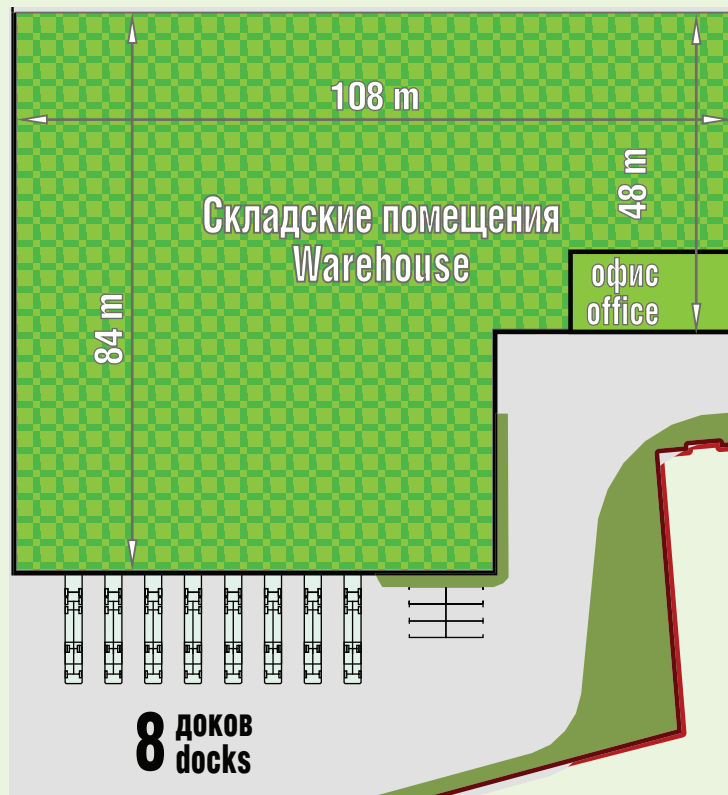 108 m
48 m
Складские помещения
Warehouse
офис
office
84 m
8 доков
docks